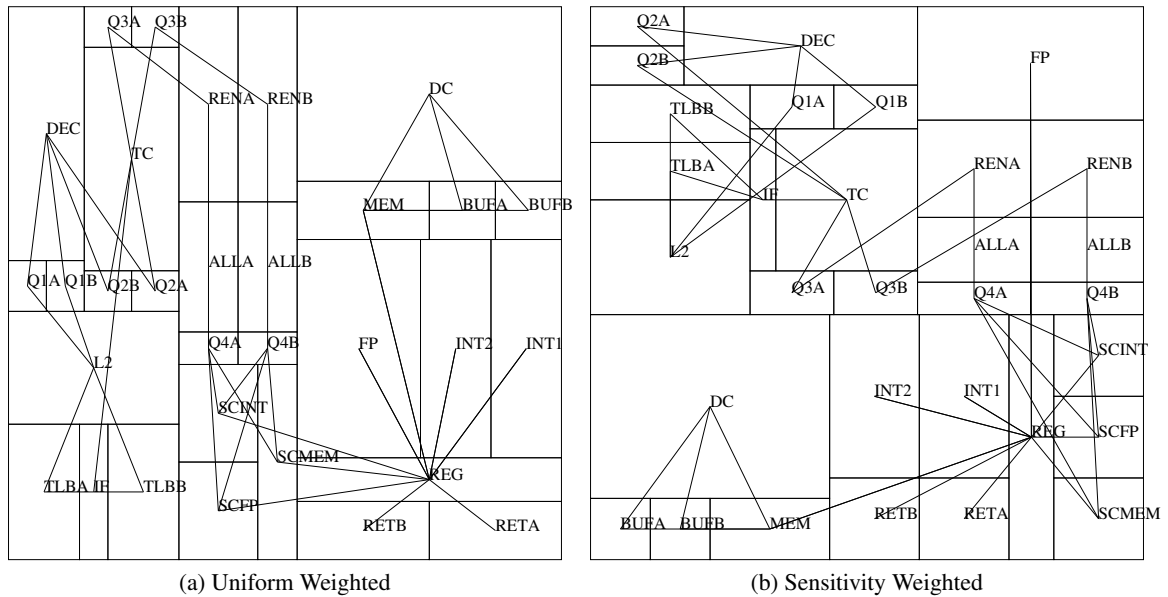 Q3A Q3B
DC
RENA RENB
DEC
TC
MEM BUFA BUFB
ALLA ALLB
Q1A Q1B Q2B Q2A
Q4A Q4B FP INT2 INT1
L2
SCINT
SCMEM
REG
TLBA IF TLBB
SCFP
RETB RETA
(a) Uniform Weighted
Q2A
DEC
Q2B
FP
TLBB Q1A Q1B
TLBA RENA RENB
IF TC
L2 ALLA ALLB
Q3A Q3B Q4A Q4B
SCINT
INT2 INT1
DC
REG SCFP
BUFA BUFB MEM RETB RETA SCMEM
(b) Sensitivity Weighted